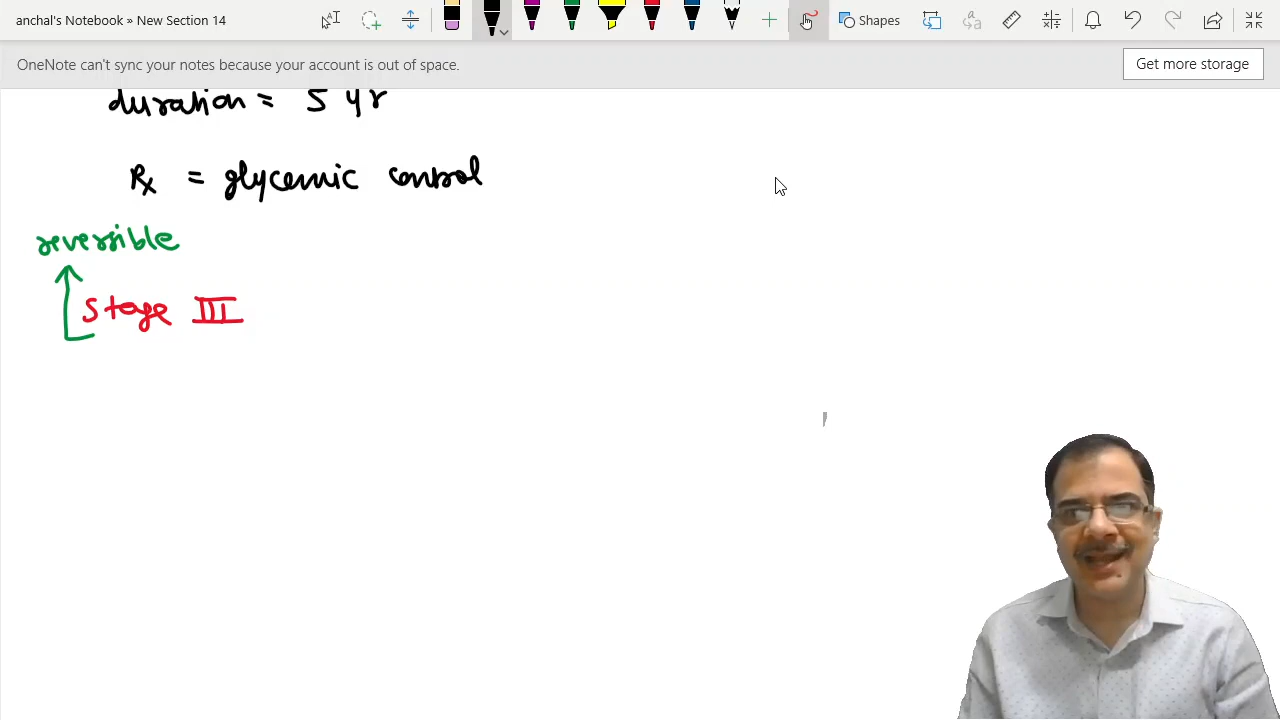 anchal's Notebook » New Section 14
Shapes
OneNote can't sync your notes because your account is out of space.
Get more storage
duration = 5 yr
Rx = glycemic control
reversible
Stage III